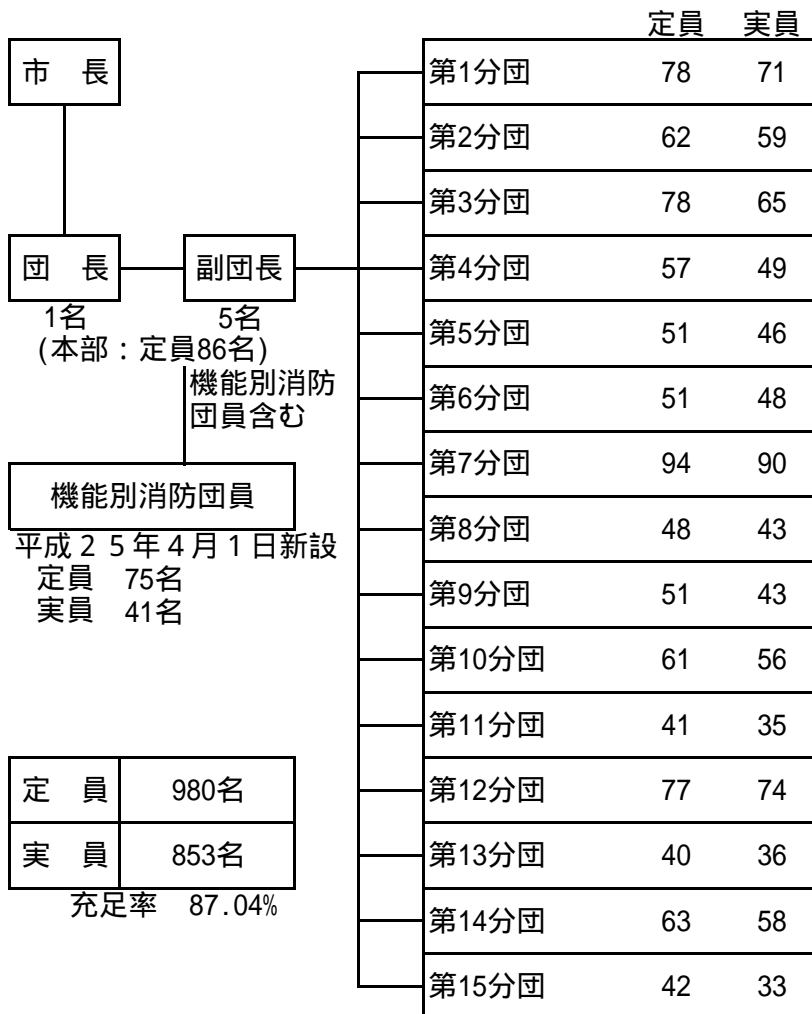 定員 実員
市 長
団 長
副団長
1名
5名
(本部：定員86名)
機能別消防
団員含む
機能別消防団員
平成２５年４月１日新設
定員 75名
実員 41名
定 員 980名
実 員 853名
充足率 87.04%
第1分団 78 71
第2分団 62 59
第3分団 78 65
第4分団 57 49
第5分団 51 46
第6分団 51 48
第7分団 94 90
第8分団 48 43
第9分団 51 43
第10分団 61 56
第11分団 41 35
第12分団 77 74
第13分団 40 36
第14分団 63 58
第15分団 42 33